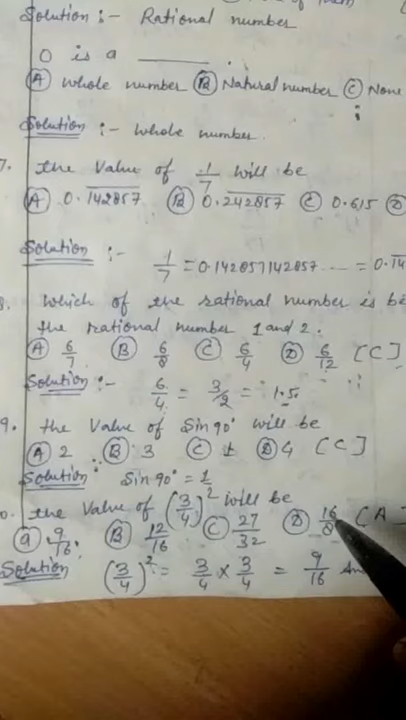 Solution :- Rational number
0 is a ______ .
(A) Whole number (B) Natural number (C) None
Solution :- Whole number.
7. the Value of 1/7 will be
(A) 0.142857 (B) 0.242857 (C) 0.615 (D)
Solution :- 1/7 = 0.142857142857... = 0.14
8. Which of the rational number is be
the rational number 1 and 2.
(A) 6/7 (B) 6/8 (C) 6/4 (D) 6/12 [C]
Solution :- 6/4 = 3/2 = 1.5
9. the Value of Sin 90° will be
(A) 2 (B) 3 (C) 1 (D) 4 [C]
Solution Sin 90° = 1
the Value of (3/4)² will be
(a) 9/16 (B) 12/16 (C) 27/32 (D) 16/ [A]
Solution (3/4)² = 3/4 × 3/4 = 9/16 Ans